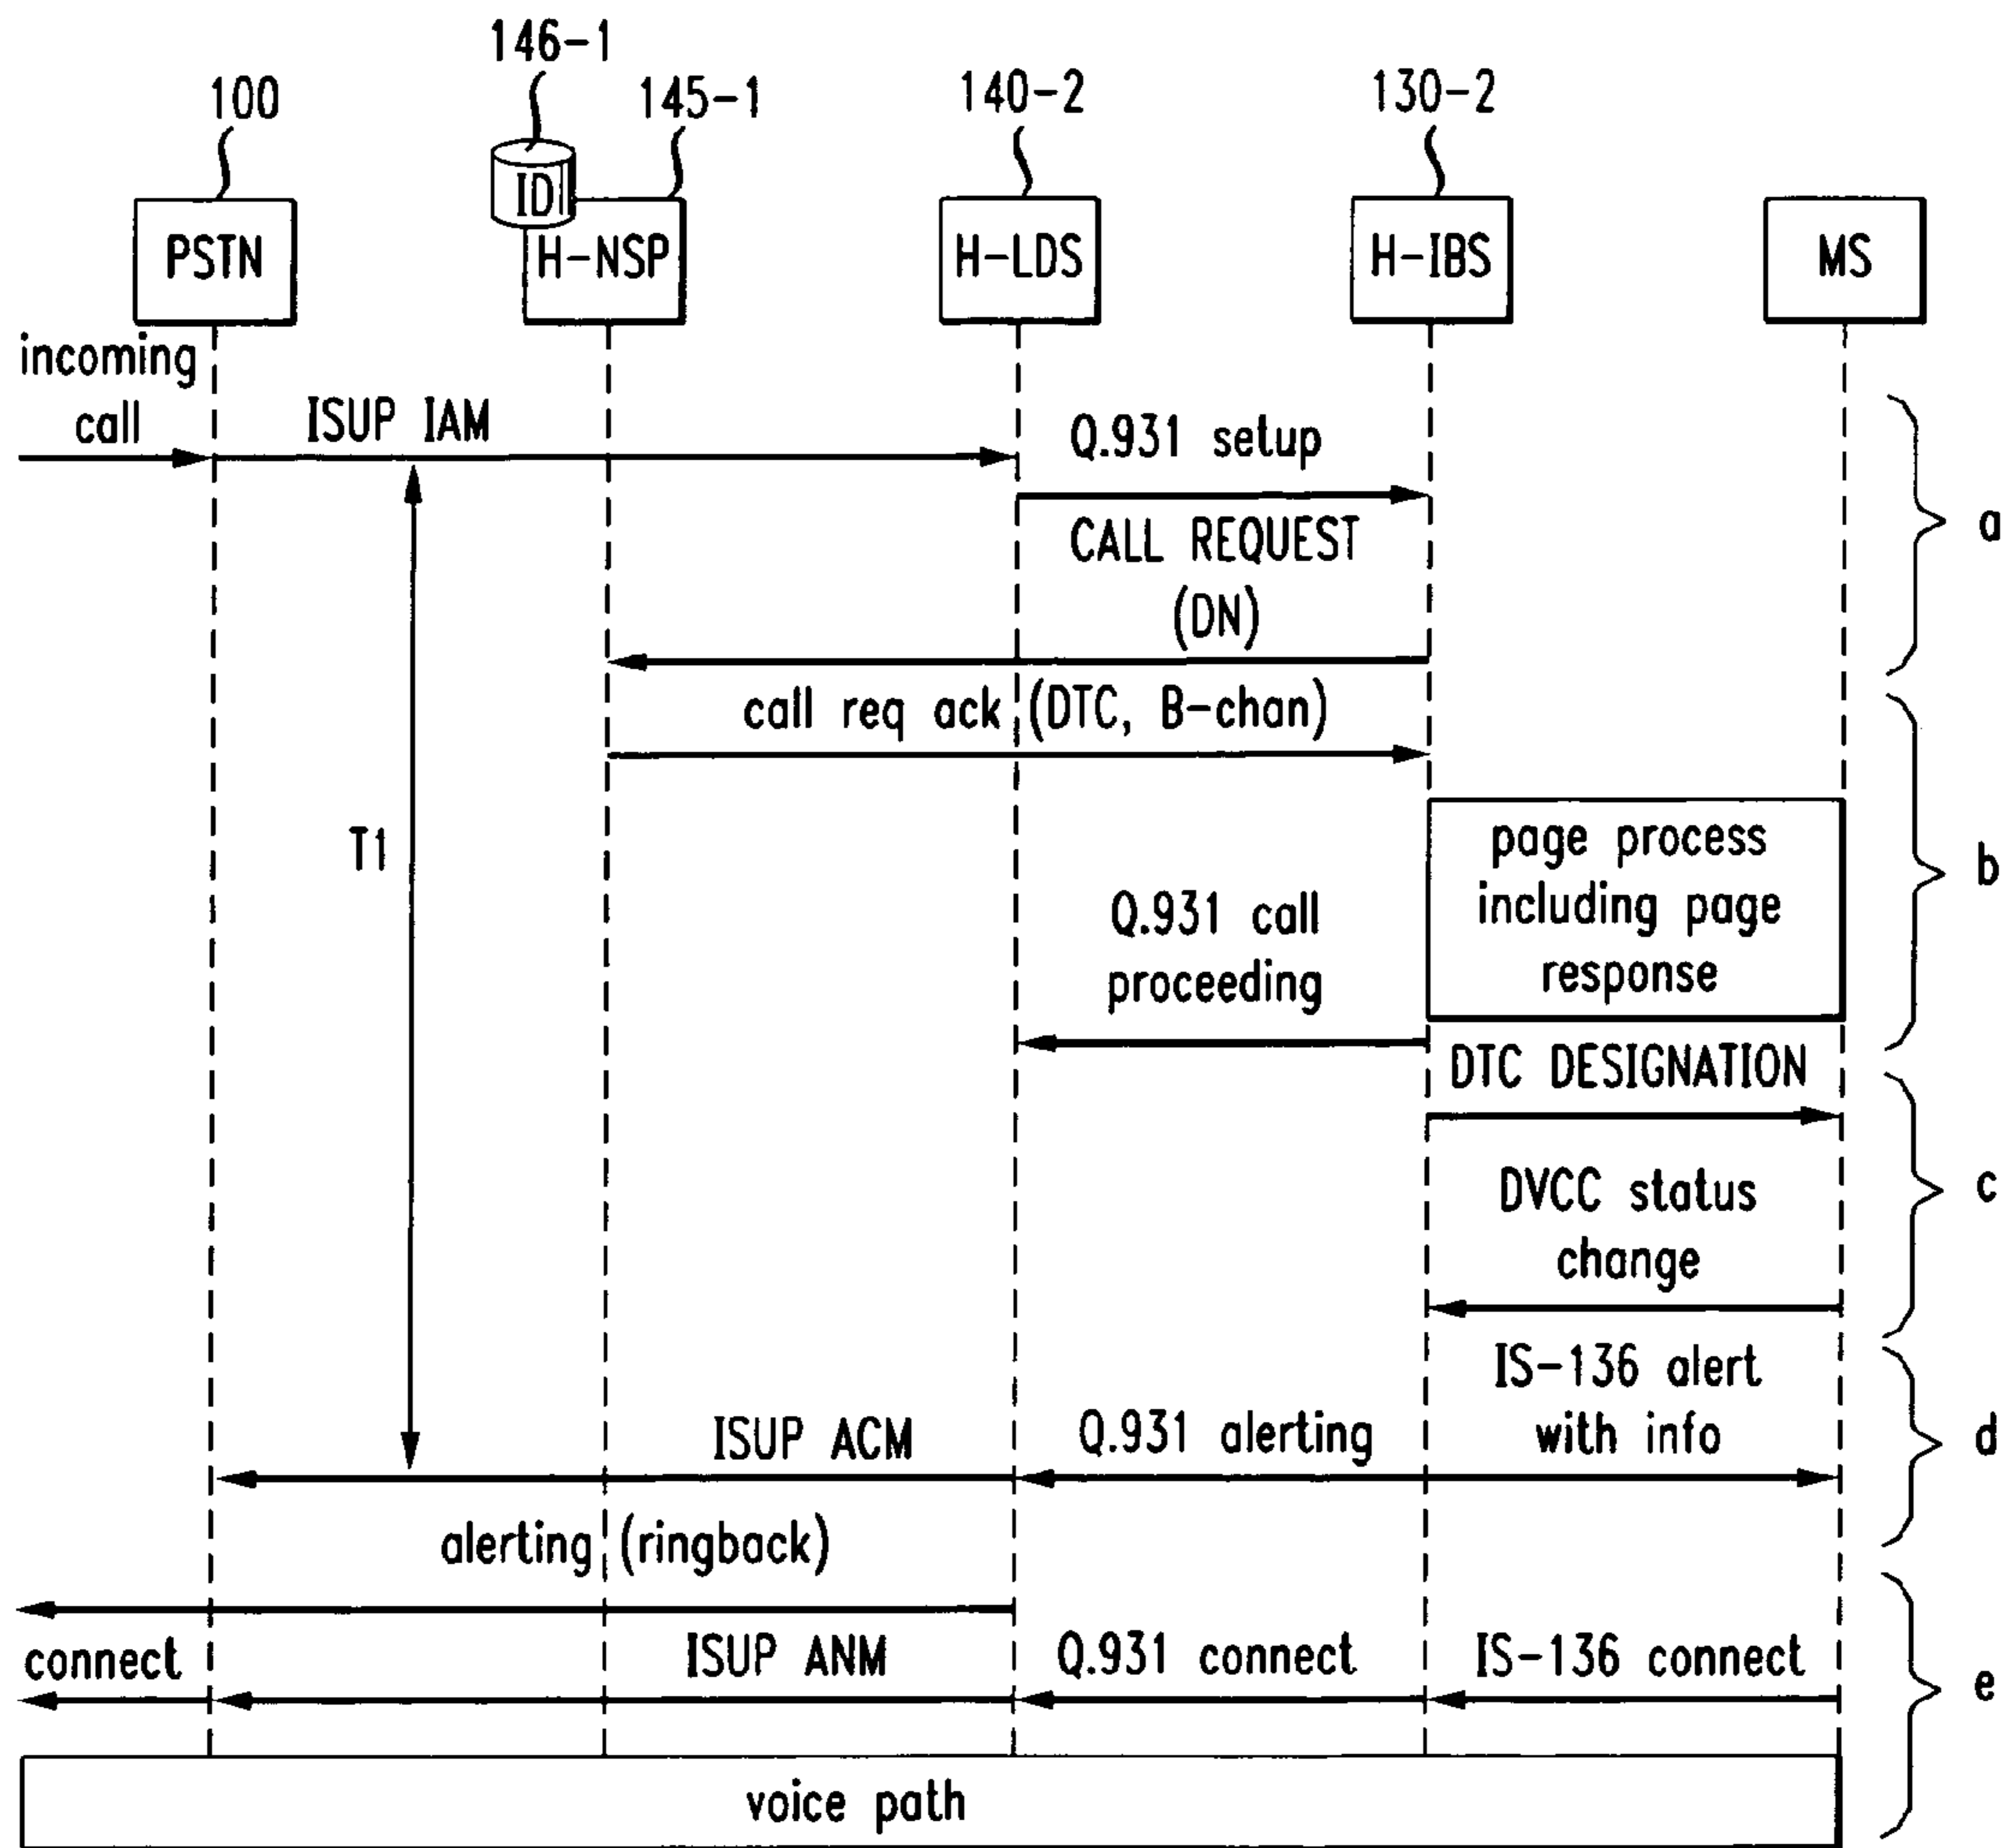 146-1
100
145-1
140-2
130-2
ID
PSTN
H-NSP
H-LDS
H-IBS
MS
incoming
call
ISUP IAM
Q.931 setup
CALL REQUEST
(DN)
a
call req ack (DTC, B-chan)
T1
page process
including page
response
b
Q.931 call
proceeding
DTC DESIGNATION
DVCC status
change
c
IS-136 alert
with info
ISUP ACM
Q.931 alerting
d
alerting (ringback)
connect
ISUP ANM
Q.931 connect
IS-136 connect
e
voice path